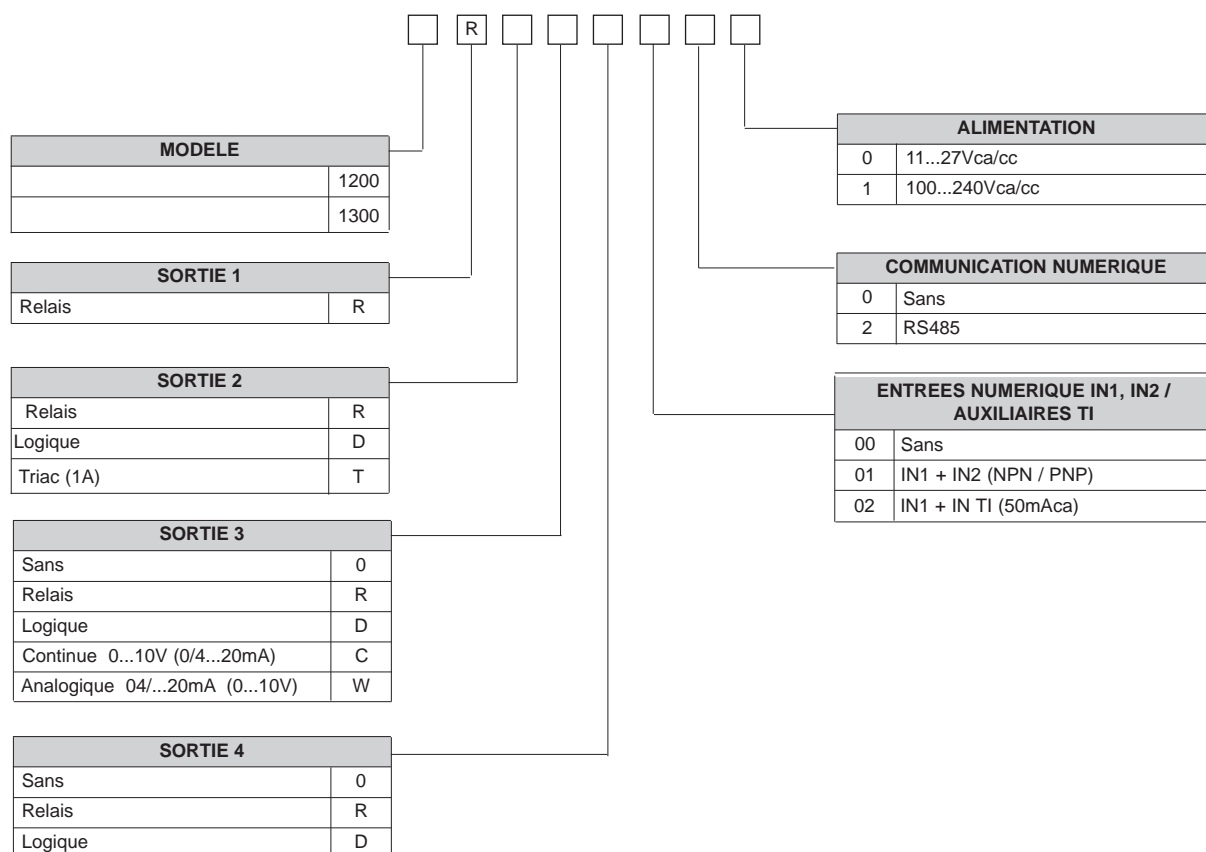 R
MODELE
1200
1300
SORTIE 1
Relais R
SORTIE 2
Relais R
Logique D
Triac (1A) T
SORTIE 3
Sans 0
Relais R
Logique D
Continue 0...10V (0/4...20mA) C
Analogique 04/...20mA (0...10V) W
SORTIE 4
Sans 0
Relais R
Logique D
ALIMENTATION
0 11...27Vca/cc
1 100...240Vca/cc
COMMUNICATION NUMERIQUE
0 Sans
2 RS485
ENTREES NUMERIQUE IN1, IN2 /
AUXILIAIRES TI
00 Sans
01 IN1 + IN2 (NPN / PNP)
02 IN1 + IN TI (50mAca)